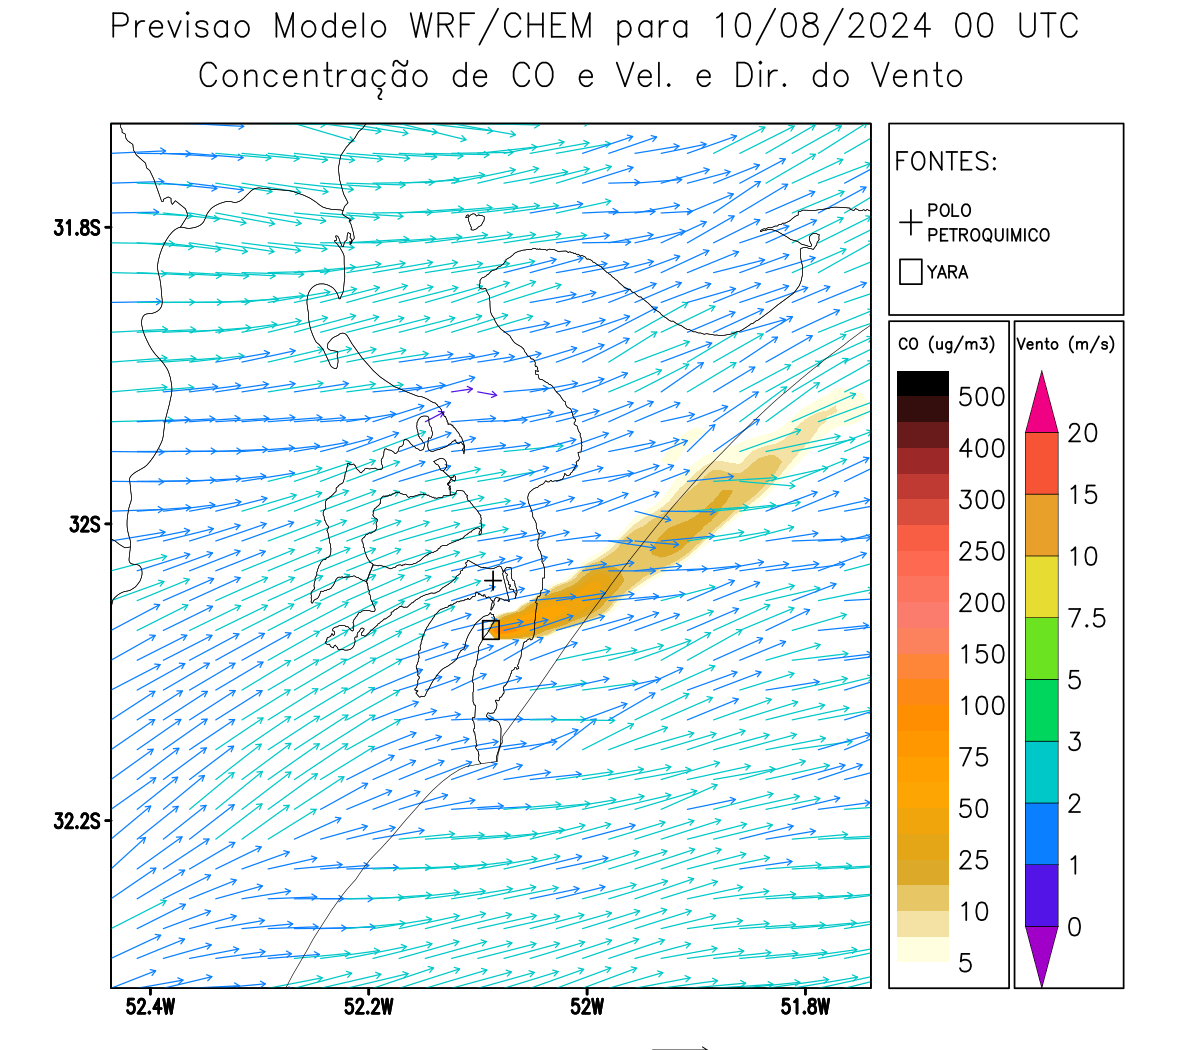 Previsao Modelo WRF/CHEM para 10/08/2024 00 UTC
Concentração de CO e Vel. e Dir. do Vento
FONTES:
POLO
PETROQUIMICO
YARA
CO (ug/m3)
500
400
300
250
200
150
100
75
50
25
10
5
Vento (m/s)
20
15
10
7.5
5
3
2
1
0
31.8S
32S
32.2S
52.4W
52.2W
52W
51.8W